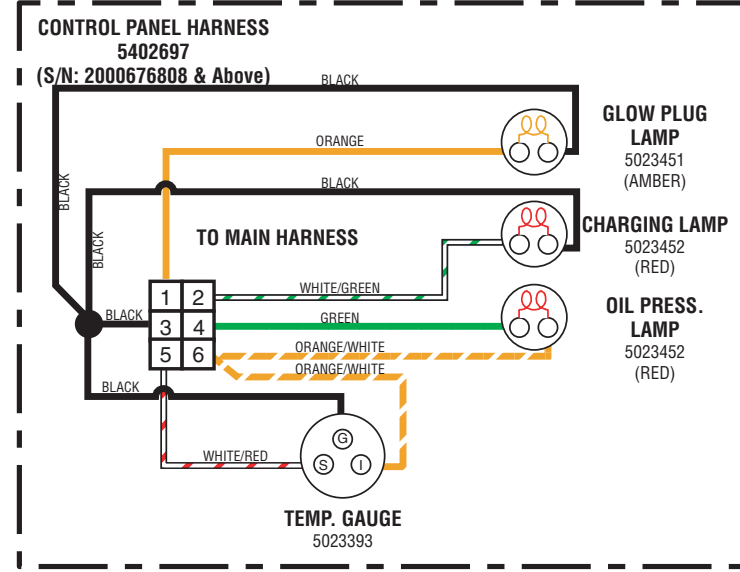 CONTROL PANEL HARNESS
5402697
(S/N: 2000676808 & Above)
BLACK
GLOW PLUG
LAMP
5023451
(AMBER)
ORANGE
BLACK
BLACK
BLACK
TO MAIN HARNESS
CHARGING LAMP
5023452
(RED)
WHITE/GREEN
1 2
3 4
5 6
BLACK
GREEN
OIL PRESS.
LAMP
5023452
(RED)
ORANGE/WHITE
ORANGE/WHITE
BLACK
WHITE/RED
G
S I
TEMP. GAUGE
5023393